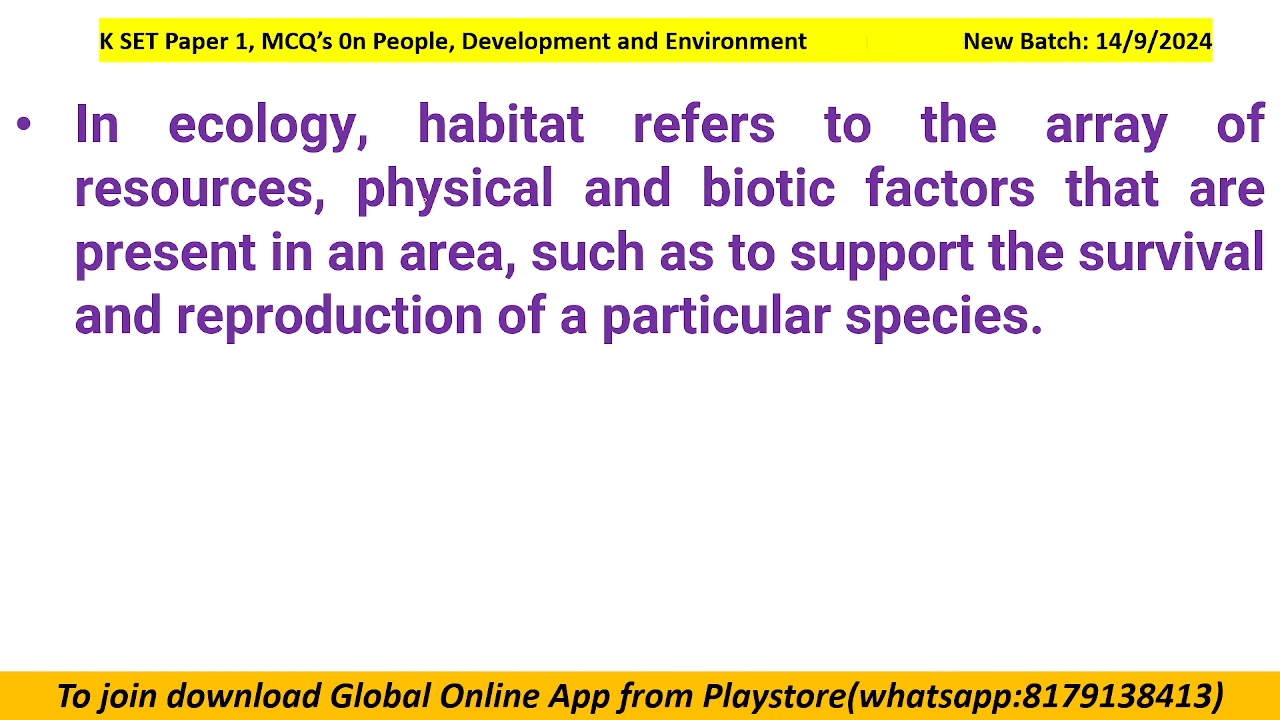 K SET Paper 1, MCQ’s 0n People, Development and Environment New Batch: 14/9/2024
• In ecology, habitat refers to the array of
resources, physical and biotic factors that are
present in an area, such as to support the survival
and reproduction of a particular species.
To join download Global Online App from Playstore(whatsapp:8179138413)